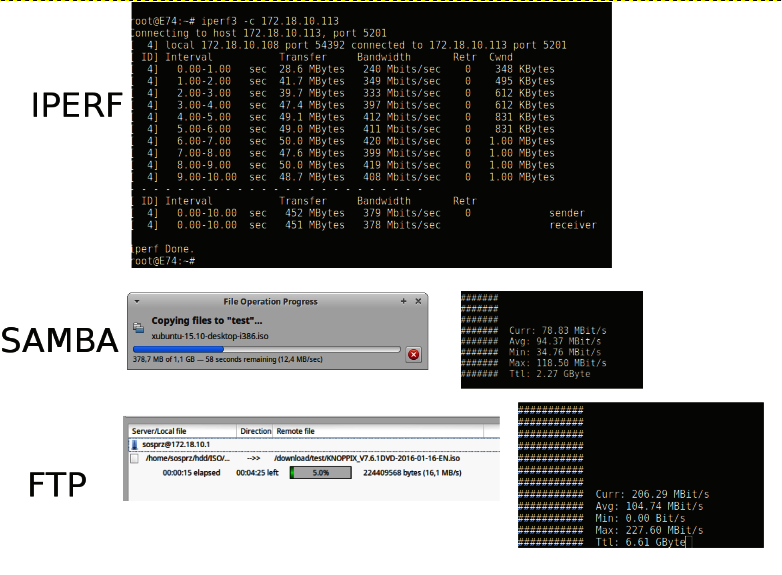 root@E74:~# iperf3 -c 172.18.10.113
Connecting to host 172.18.10.113, port 5201
[  4] local 172.18.10.108 port 54392 connected to 172.18.10.113 port 5201
[ ID] Interval Transfer Bandwidth Retr Cwnd
[  4] 0.00-1.00 sec 28.6 MBytes 240 Mbits/sec 0 348 KBytes
[  4] 1.00-2.00 sec 41.7 MBytes 349 Mbits/sec 0 495 KBytes
[  4] 2.00-3.00 sec 39.7 MBytes 333 Mbits/sec 0 612 KBytes
IPERF
[  4] 3.00-4.00 sec 47.4 MBytes 397 Mbits/sec 0 612 KBytes
[  4] 4.00-5.00 sec 49.1 MBytes 412 Mbits/sec 0 831 KBytes
[  4] 5.00-6.00 sec 49.0 MBytes 411 Mbits/sec 0 831 KBytes
[  4] 6.00-7.00 sec 50.0 MBytes 420 Mbits/sec 0 1.00 MBytes
[  4] 7.00-8.00 sec 47.6 MBytes 399 Mbits/sec 0 1.00 MBytes
[  4] 8.00-9.00 sec 50.0 MBytes 419 Mbits/sec 0 1.00 MBytes
[  4] 9.00-10.00 sec 48.7 MBytes 408 Mbits/sec 0 1.00 MBytes
- - - - - - - - - - - - - - - - - - - - - - - - -
[ ID] Interval Transfer Bandwidth Retr
[  4] 0.00-10.00 sec 452 MBytes 379 Mbits/sec 0 sender
[  4] 0.00-10.00 sec 451 MBytes 378 Mbits/sec receiver
iperf Done.
root@E74:~#
SAMBA
File Operation Progress
Copying files to "test"...
xubuntu-15.10-desktop-i386.iso
378,7 MB of 1,1 GB — 58 seconds remaining (12,4 MB/sec)
#######
#######
#######
####### Curr: 78.83 MBit/s
####### Avg: 94.37 MBit/s
####### Min: 34.76 MBit/s
####### Max: 118.50 MBit/s
####### Ttl: 2.27 GByte
FTP
Server/Local file Direction Remote file
sosprz@172.18.10.1
/home/sosprz/hdd/ISO/... -->> /download/test/KNOPPIX_V7.6.1DVD-2016-01-16-EN.iso
00:00:15 elapsed 00:04:25 left 5.0% 224409568 bytes (16,1 MB/s)
###########
###########
###########
###########
###########
###########
###########
########### Curr: 206.29 MBit/s
########### Avg: 104.74 MBit/s
########### Min: 0.00 Bit/s
########### Max: 227.60 MBit/s
########### Ttl: 6.61 GByte